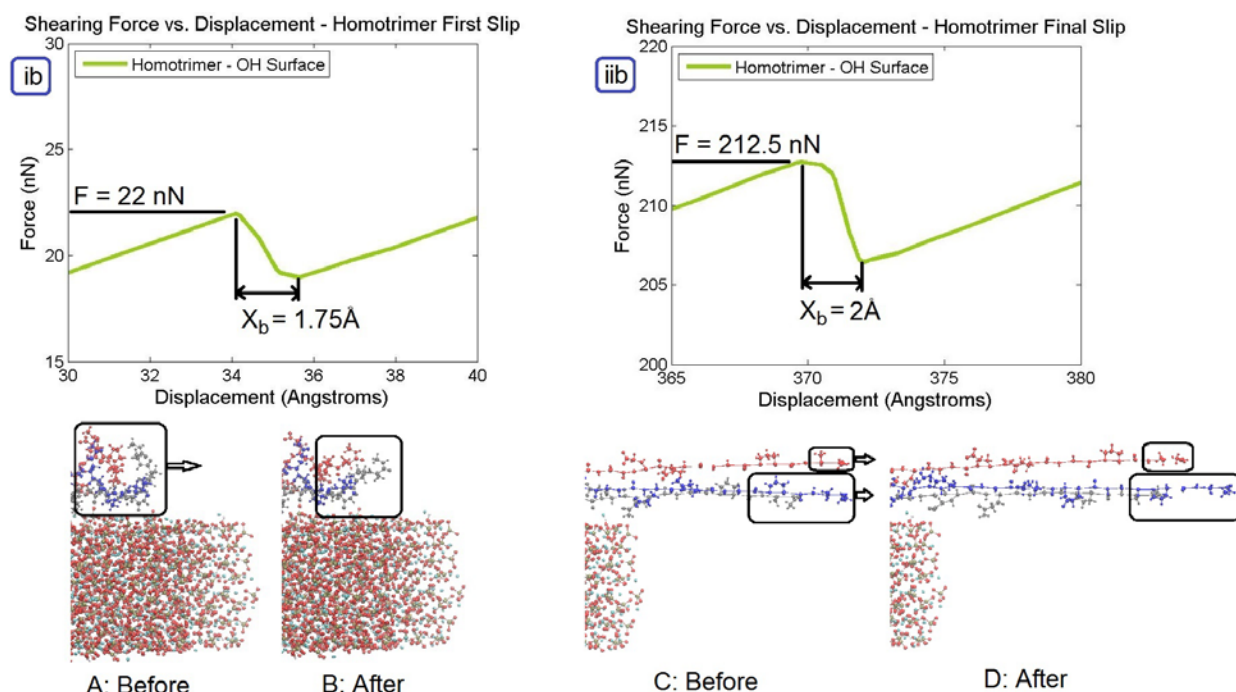 Shearing Force vs. Displacement - Homotrimer First Slip
ib
Homotrimer - OH Surface
F = 22 nN
Xb = 1.75Å
Force (nN)
30
25
20
15
30 32 34 36 38 40
Displacement (Angstroms)
Shearing Force vs. Displacement - Homotrimer Final Slip
iib
Homotrimer - OH Surface
F = 212.5 nN
Xb = 2Å
Force (nN)
220
215
210
205
200
365 370 375 380
Displacement (Angstroms)
A: Before
B: After
C: Before
D: After